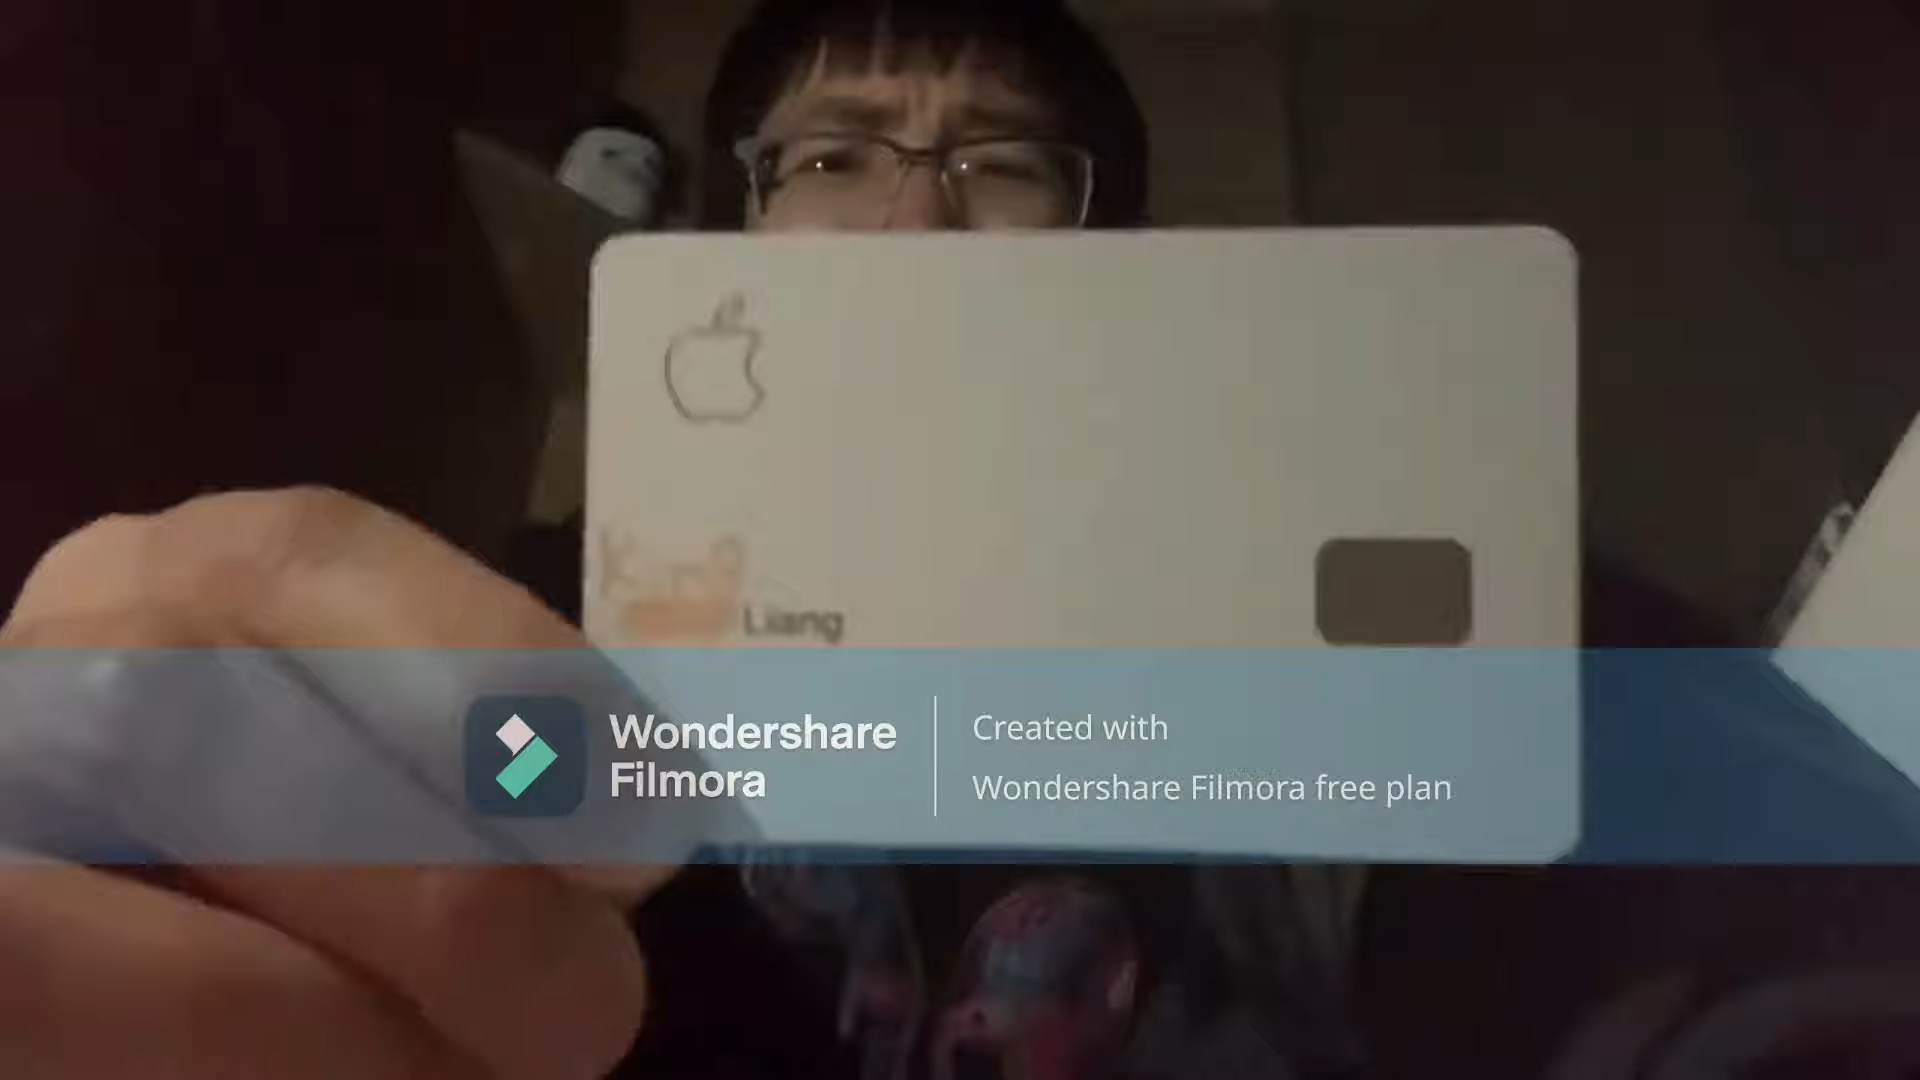 Liang
Wondershare
Filmora
Created with
Wondershare Filmora free plan